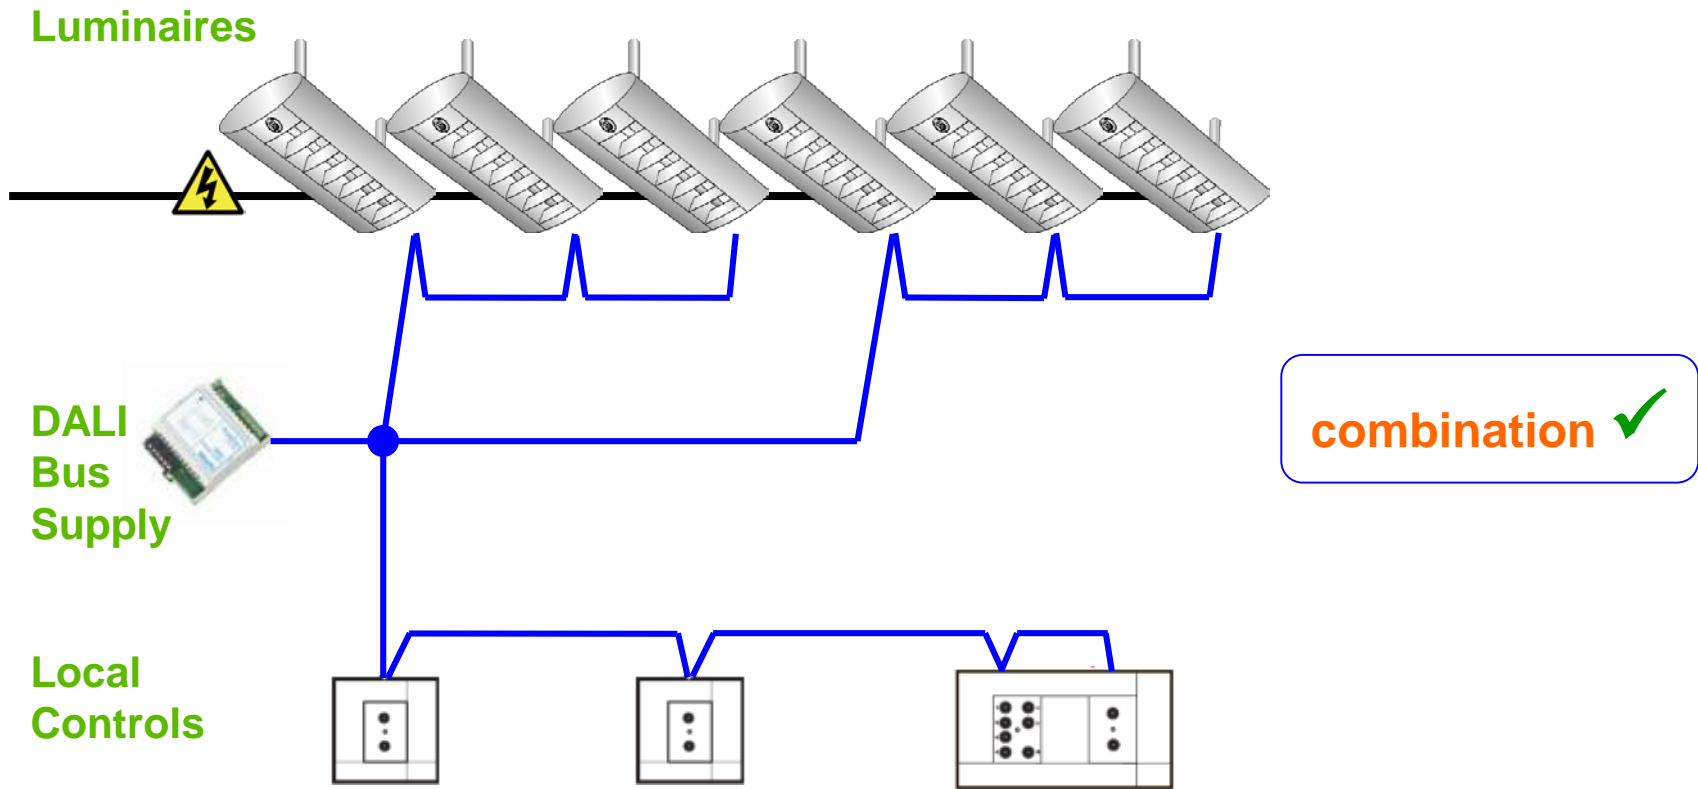 Luminaires
DALI
Bus
Supply
combination ✓
Local
Controls